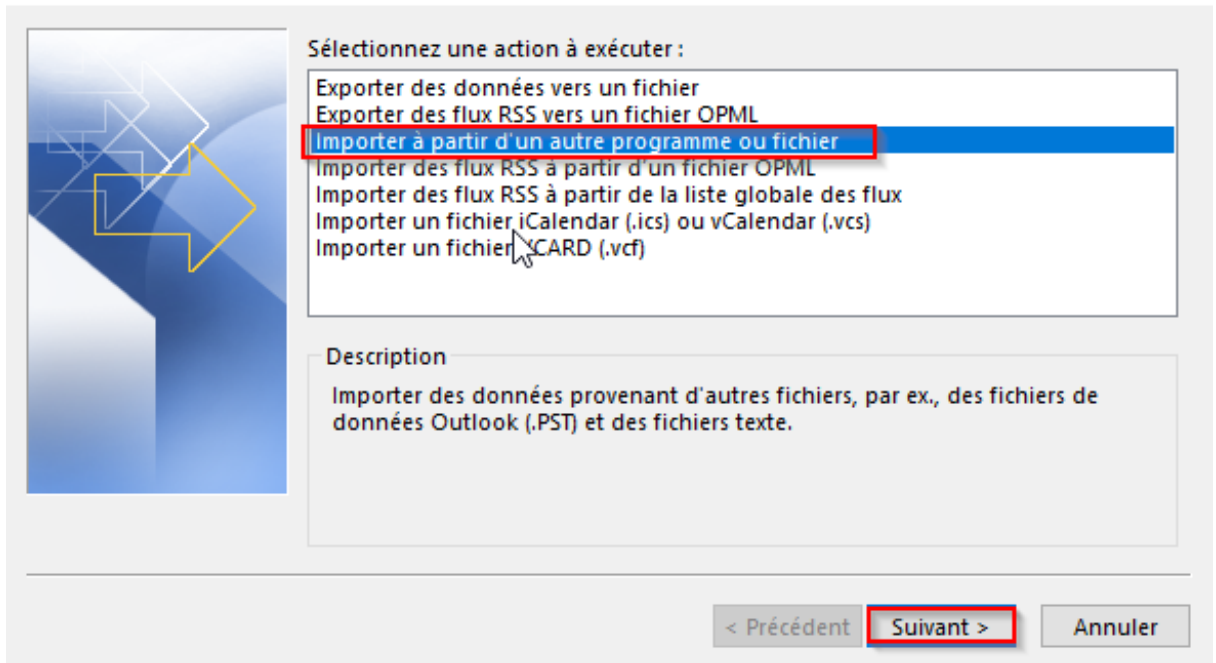 Sélectionnez une action à exécuter :
Exporter des données vers un fichier
Exporter des flux RSS vers un fichier OPML
Importer à partir d'un autre programme ou fichier
Importer des flux RSS à partir d'un fichier OPML
Importer des flux RSS à partir de la liste globale des flux
Importer un fichier iCalendar (.ics) ou vCalendar (.vcs)
Importer un fichier VCARD (.vcf)
Description
Importer des données provenant d'autres fichiers, par ex., des fichiers de
données Outlook (.PST) et des fichiers texte.
< Précédent
Suivant >
Annuler